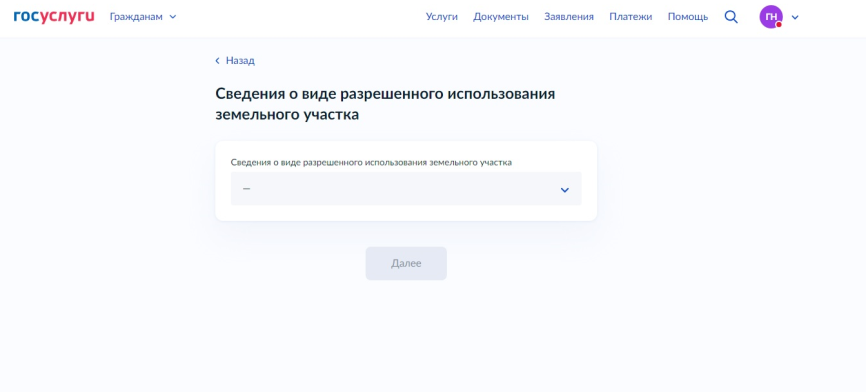 госуслуги Гражданам Услуги Документы Заявления Платежи Помощь ГН
Назад
Сведения о виде разрешенного использования
земельного участка
Сведения о виде разрешенного использования земельного участка
—
Далее